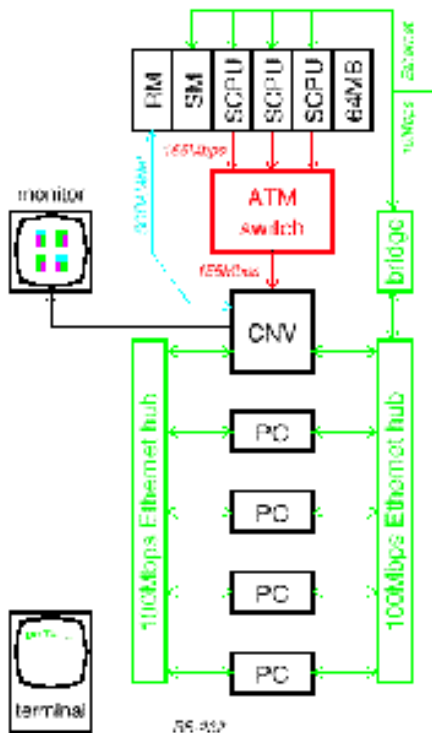 RM
SM
SCPU
SCPU
SCPU
64MB
10Mbps Ethernet
155Mbps
monitor
ATM
switch
155Mbps
bridge
CNV
100Mbps Ethernet hub
PC
PC
PC
PC
100Mbps Ethernet hub
terminal